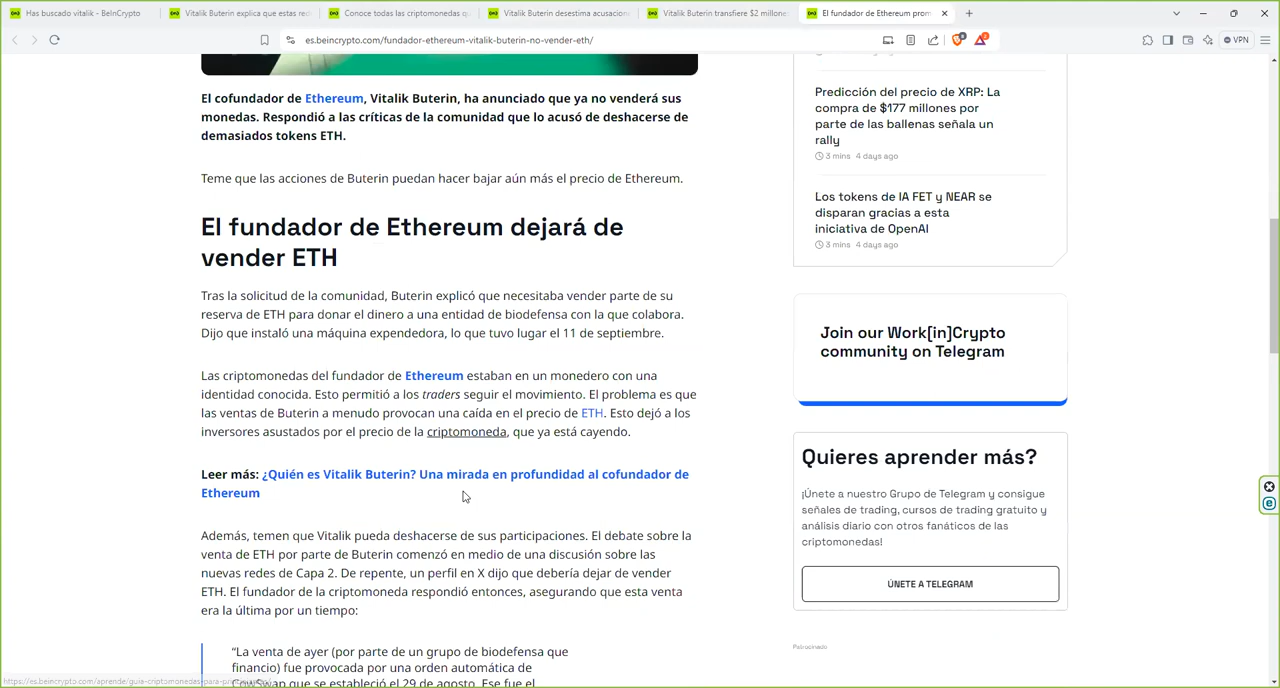 Has buscado vitalik - BeInCrypto
Vitalik Buterin explica que estas red
Conoce todas las criptomonedas qu
Vitalik Buterin desestima acusacion
Vitalik Buterin transfiere $2 millones
El fundador de Ethereum prom
es.beincrypto.com/fundador-ethereum-vitalik-buterin-no-vender-eth/
VPN
El cofundador de Ethereum, Vitalik Buterin, ha anunciado que ya no venderá sus
monedas. Respondió a las críticas de la comunidad que lo acusó de deshacerse de
demasiados tokens ETH.
Teme que las acciones de Buterin puedan hacer bajar aún más el precio de Ethereum.
El fundador de Ethereum dejará de
vender ETH
Tras la solicitud de la comunidad, Buterin explicó que necesitaba vender parte de su
reserva de ETH para donar el dinero a una entidad de biodefensa con la que colabora.
Dijo que instaló una máquina expendedora, lo que tuvo lugar el 11 de septiembre.
Las criptomonedas del fundador de Ethereum estaban en un monedero con una
identidad conocida. Esto permitió a los traders seguir el movimiento. El problema es que
las ventas de Buterin a menudo provocan una caída en el precio de ETH. Esto dejó a los
inversores asustados por el precio de la criptomoneda, que ya está cayendo.
Leer más: ¿Quién es Vitalik Buterin? Una mirada en profundidad al cofundador de
Ethereum
Además, temen que Vitalik pueda deshacerse de sus participaciones. El debate sobre la
venta de ETH por parte de Buterin comenzó en medio de una discusión sobre las
nuevas redes de Capa 2. De repente, un perfil en X dijo que debería dejar de vender
ETH. El fundador de la criptomoneda respondió entonces, asegurando que esta venta
era la última por un tiempo:
“La venta de ayer (por parte de un grupo de biodefensa que
financio) fue provocada por una orden automática de
CowSwap que se estableció el 29 de agosto. Ese fue el
Predicción del precio de XRP: La
compra de $177 millones por
parte de las ballenas señala un
rally
3 mins 4 days ago
Los tokens de IA FET y NEAR se
disparan gracias a esta
iniciativa de OpenAI
3 mins 4 days ago
Join our Work[in]Crypto
community on Telegram
Quieres aprender más?
¡Únete a nuestro Grupo de Telegram y consigue
señales de trading, cursos de trading gratuito y
análisis diario con otros fanáticos de las
criptomonedas!
ÚNETE A TELEGRAM
Patrocinado